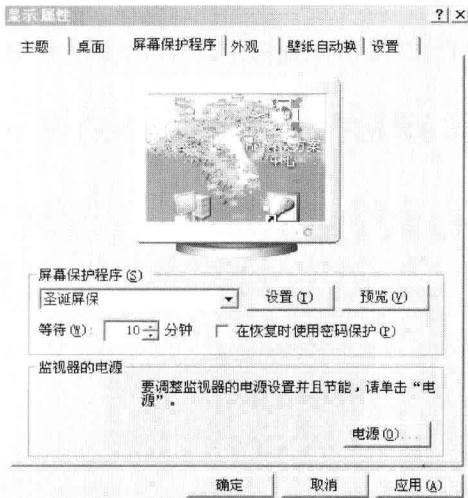 显示 属性
? ×
主题 桌面 屏幕保护程序 外观 壁纸自动换 设置
屏幕保护程序(S)
圣诞屏保 设置(T) 预览(V)
等待(W): 10 分钟 在恢复时使用密码保护(P)
监视器的电源
要调整监视器的电源设置并且节能,请单击“电
源”。
电源(O)...
确定 取消 应用(A)